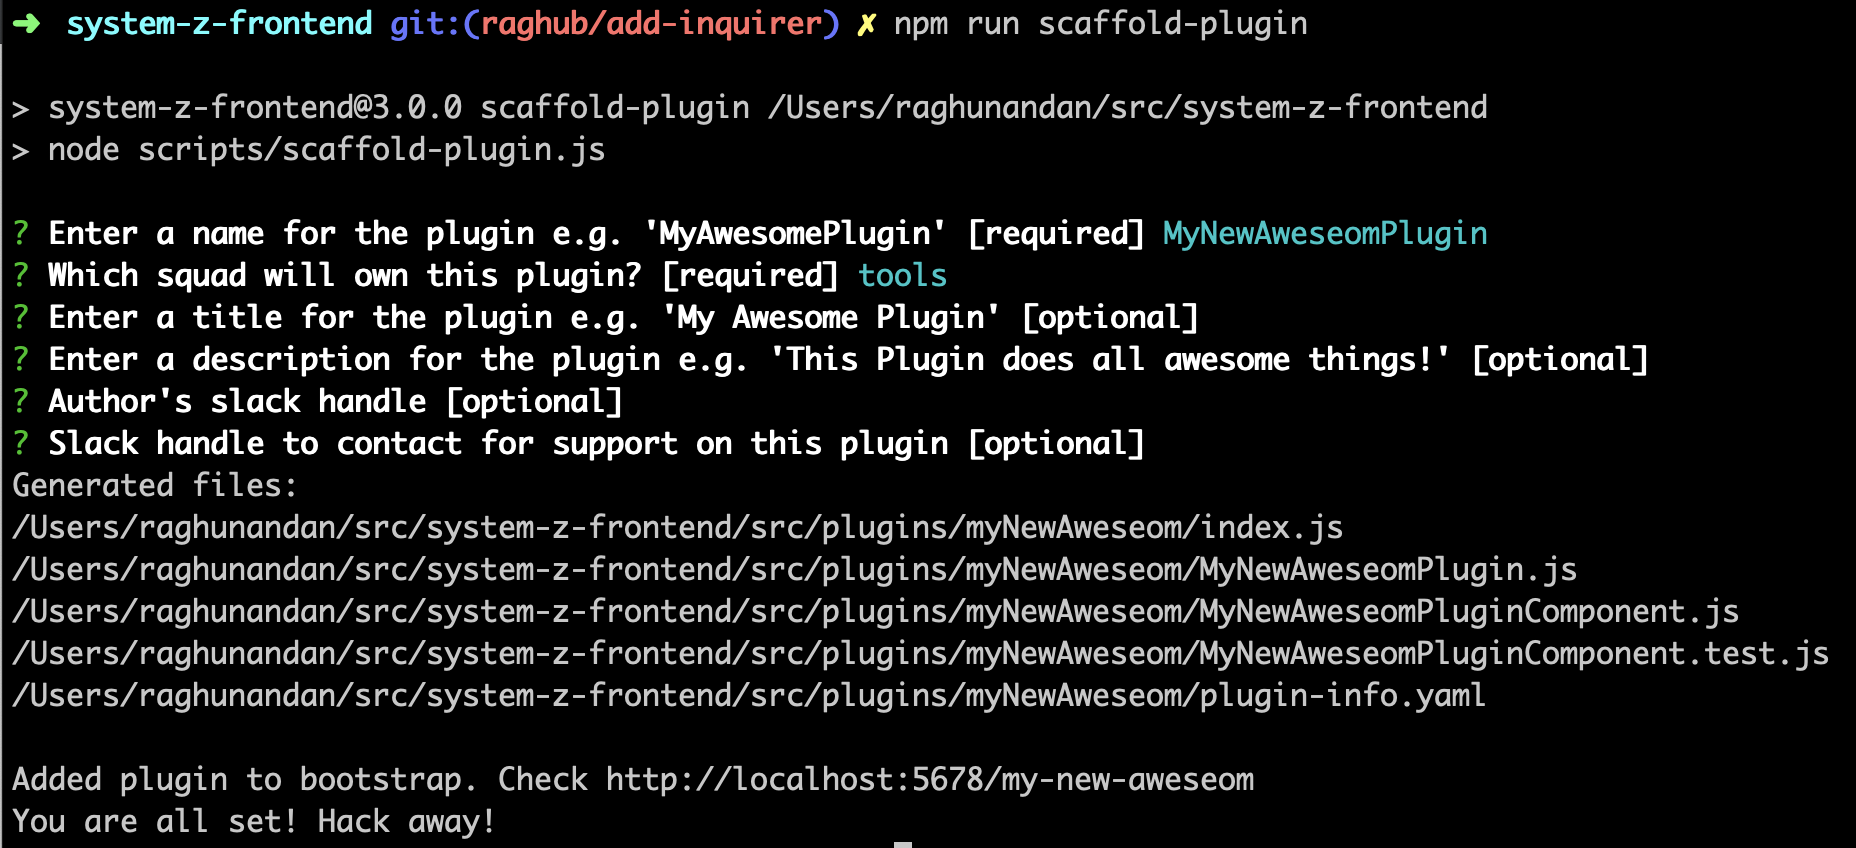 ➜  system-z-frontend git:(raghub/add-inquirer) ✗ npm run scaffold-plugin
> system-z-frontend@3.0.0 scaffold-plugin /Users/raghunandan/src/system-z-frontend
> node scripts/scaffold-plugin.js
? Enter a name for the plugin e.g. 'MyAwesomePlugin' [required] MyNewAweseomPlugin
? Which squad will own this plugin? [required] tools
? Enter a title for the plugin e.g. 'My Awesome Plugin' [optional]
? Enter a description for the plugin e.g. 'This Plugin does all awesome things!' [optional]
? Author's slack handle [optional]
? Slack handle to contact for support on this plugin [optional]
Generated files:
/Users/raghunandan/src/system-z-frontend/src/plugins/myNewAweseom/index.js
/Users/raghunandan/src/system-z-frontend/src/plugins/myNewAweseom/MyNewAweseomPlugin.js
/Users/raghunandan/src/system-z-frontend/src/plugins/myNewAweseom/MyNewAweseomPluginComponent.js
/Users/raghunandan/src/system-z-frontend/src/plugins/myNewAweseom/MyNewAweseomPluginComponent.test.js
/Users/raghunandan/src/system-z-frontend/src/plugins/myNewAweseom/plugin-info.yaml
Added plugin to bootstrap. Check http://localhost:5678/my-new-aweseom
You are all set! Hack away!